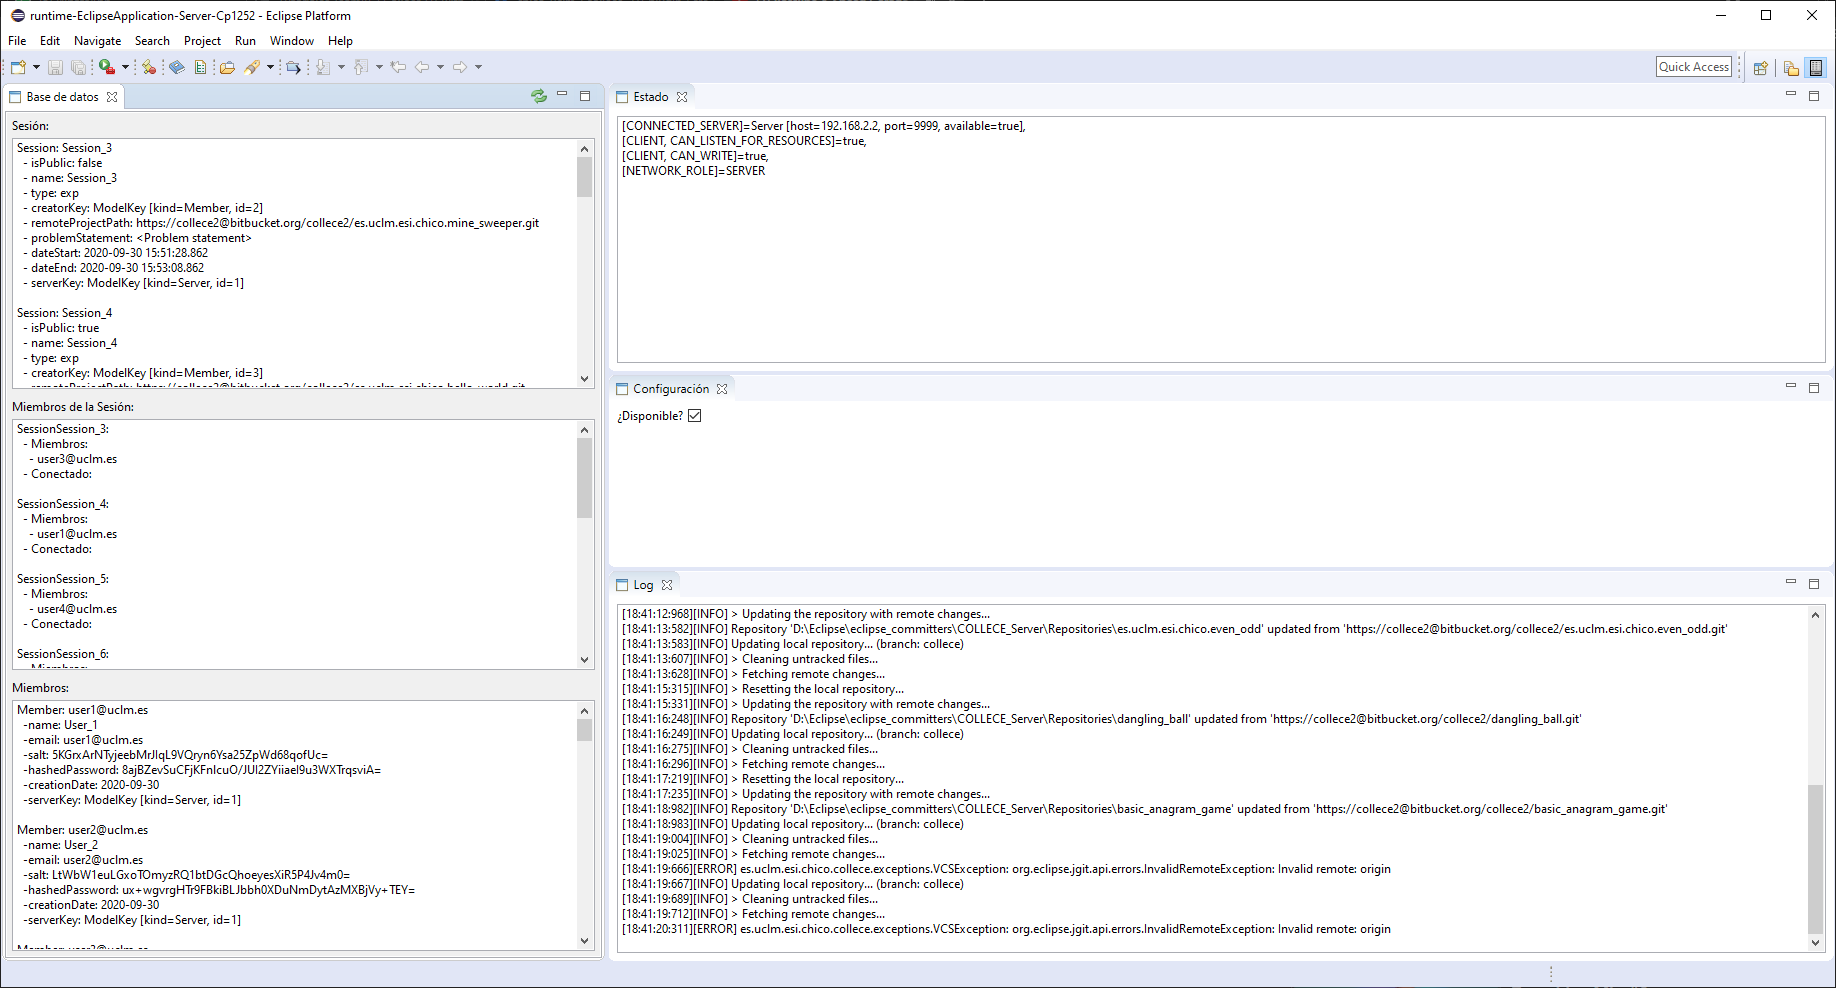 runtime-EclipseApplication-Server-Cp1252 - Eclipse Platform
File Edit Navigate Search Project Run Window Help
Quick Access
Base de datos
Sesión:
Session: Session_3
- isPublic: false
- name: Session_3
- type: exp
- creatorKey: ModelKey [kind=Member, id=2]
- remoteProjectPath: https://collece2@bitbucket.org/collece2/es.uclm.esi.chico.mine_sweeper.git
- problemStatement: <Problem statement>
- dateStart: 2020-09-30 15:51:28.862
- dateEnd: 2020-09-30 15:53:08.862
- serverKey: ModelKey [kind=Server, id=1]
Session: Session_4
- isPublic: true
- name: Session_4
- type: exp
- creatorKey: ModelKey [kind=Member, id=3]
- remoteProjectPath: https://collece2@bitbucket.org/collece2/es.uclm.esi.chico.hello_world.git
Miembros de la Sesión:
SessionSession_3:
- Miembros:
- user3@uclm.es
- Conectado:
SessionSession_4:
- Miembros:
- user1@uclm.es
- Conectado:
SessionSession_5:
- Miembros:
- user4@uclm.es
- Conectado:
SessionSession_6:
- Miembros:
Miembros:
Member: user1@uclm.es
-name: User_1
-email: user1@uclm.es
-salt: 5KGrxArNTyjeebMrJIqL9VQryn6Ysa25ZpWd68qofUc=
-hashedPassword: 8ajBZevSuCFjKFnIcuO/JUI2ZYiiaeI9u3WXTrqsviA=
-creationDate: 2020-09-30
-serverKey: ModelKey [kind=Server, id=1]
Member: user2@uclm.es
-name: User_2
-email: user2@uclm.es
-salt: LtWbW1euLGxoTOmyzRQ1btDGcQhoeyesXiR5P4Jv4m0=
-hashedPassword: ux+wgvrgHTr9FBkiBLJbbh0XDuNmDytAzMXBjVy+TEY=
-creationDate: 2020-09-30
-serverKey: ModelKey [kind=Server, id=1]
Member: user3@uclm.es
Estado
[CONNECTED_SERVER]=Server [host=192.168.2.2, port=9999, available=true],
[CLIENT, CAN_LISTEN_FOR_RESOURCES]=true,
[CLIENT, CAN_WRITE]=true,
[NETWORK_ROLE]=SERVER
Configuración
¿Disponible?
Log
[18:41:12:968][INFO] > Updating the repository with remote changes...
[18:41:13:582][INFO] Repository 'D:\Eclipse\eclipse_committers\COLLECE_Server\Repositories\es.uclm.esi.chico.even_odd' updated from 'https://collece2@bitbucket.org/collece2/es.uclm.esi.chico.even_odd.git'
[18:41:13:583][INFO] Updating local repository... (branch: collece)
[18:41:13:607][INFO] > Cleaning untracked files...
[18:41:13:628][INFO] > Fetching remote changes...
[18:41:15:315][INFO] > Resetting the local repository...
[18:41:15:331][INFO] > Updating the repository with remote changes...
[18:41:16:248][INFO] Repository 'D:\Eclipse\eclipse_committers\COLLECE_Server\Repositories\dangling_ball' updated from 'https://collece2@bitbucket.org/collece2/dangling_ball.git'
[18:41:16:249][INFO] Updating local repository... (branch: collece)
[18:41:16:275][INFO] > Cleaning untracked files...
[18:41:16:296][INFO] > Fetching remote changes...
[18:41:17:219][INFO] > Resetting the local repository...
[18:41:17:235][INFO] > Updating the repository with remote changes...
[18:41:18:982][INFO] Repository 'D:\Eclipse\eclipse_committers\COLLECE_Server\Repositories\basic_anagram_game' updated from 'https://collece2@bitbucket.org/collece2/basic_anagram_game.git'
[18:41:18:983][INFO] Updating local repository... (branch: collece)
[18:41:19:004][INFO] > Cleaning untracked files...
[18:41:19:025][INFO] > Fetching remote changes...
[18:41:19:666][ERROR] es.uclm.esi.chico.collece.exceptions.VCSException: org.eclipse.jgit.api.errors.InvalidRemoteException: Invalid remote: origin
[18:41:19:667][INFO] Updating local repository... (branch: collece)
[18:41:19:689][INFO] > Cleaning untracked files...
[18:41:19:712][INFO] > Fetching remote changes...
[18:41:20:311][ERROR] es.uclm.esi.chico.collece.exceptions.VCSException: org.eclipse.jgit.api.errors.InvalidRemoteException: Invalid remote: origin